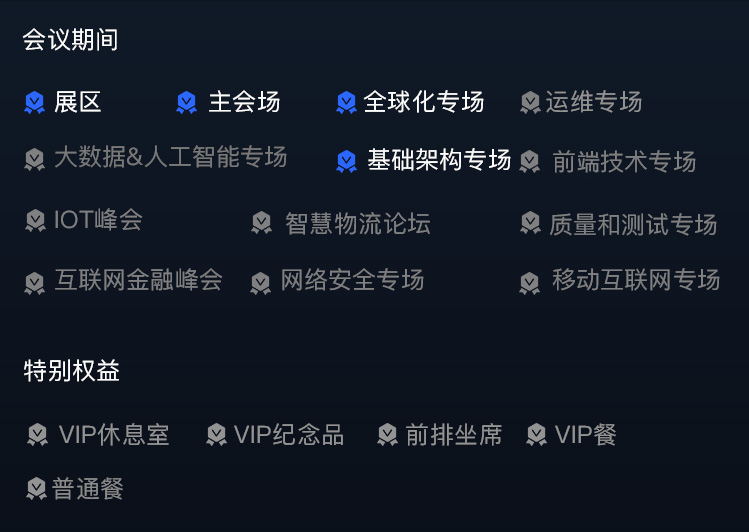 会议期间
展区 主会场 全球化专场 运维专场
大数据&人工智能专场 基础架构专场 前端技术专场
IOT峰会 智慧物流论坛 质量和测试专场
互联网金融峰会 网络安全专场 移动互联网专场
特别权益
VIP休息室 VIP纪念品 前排坐席 VIP餐
普通餐